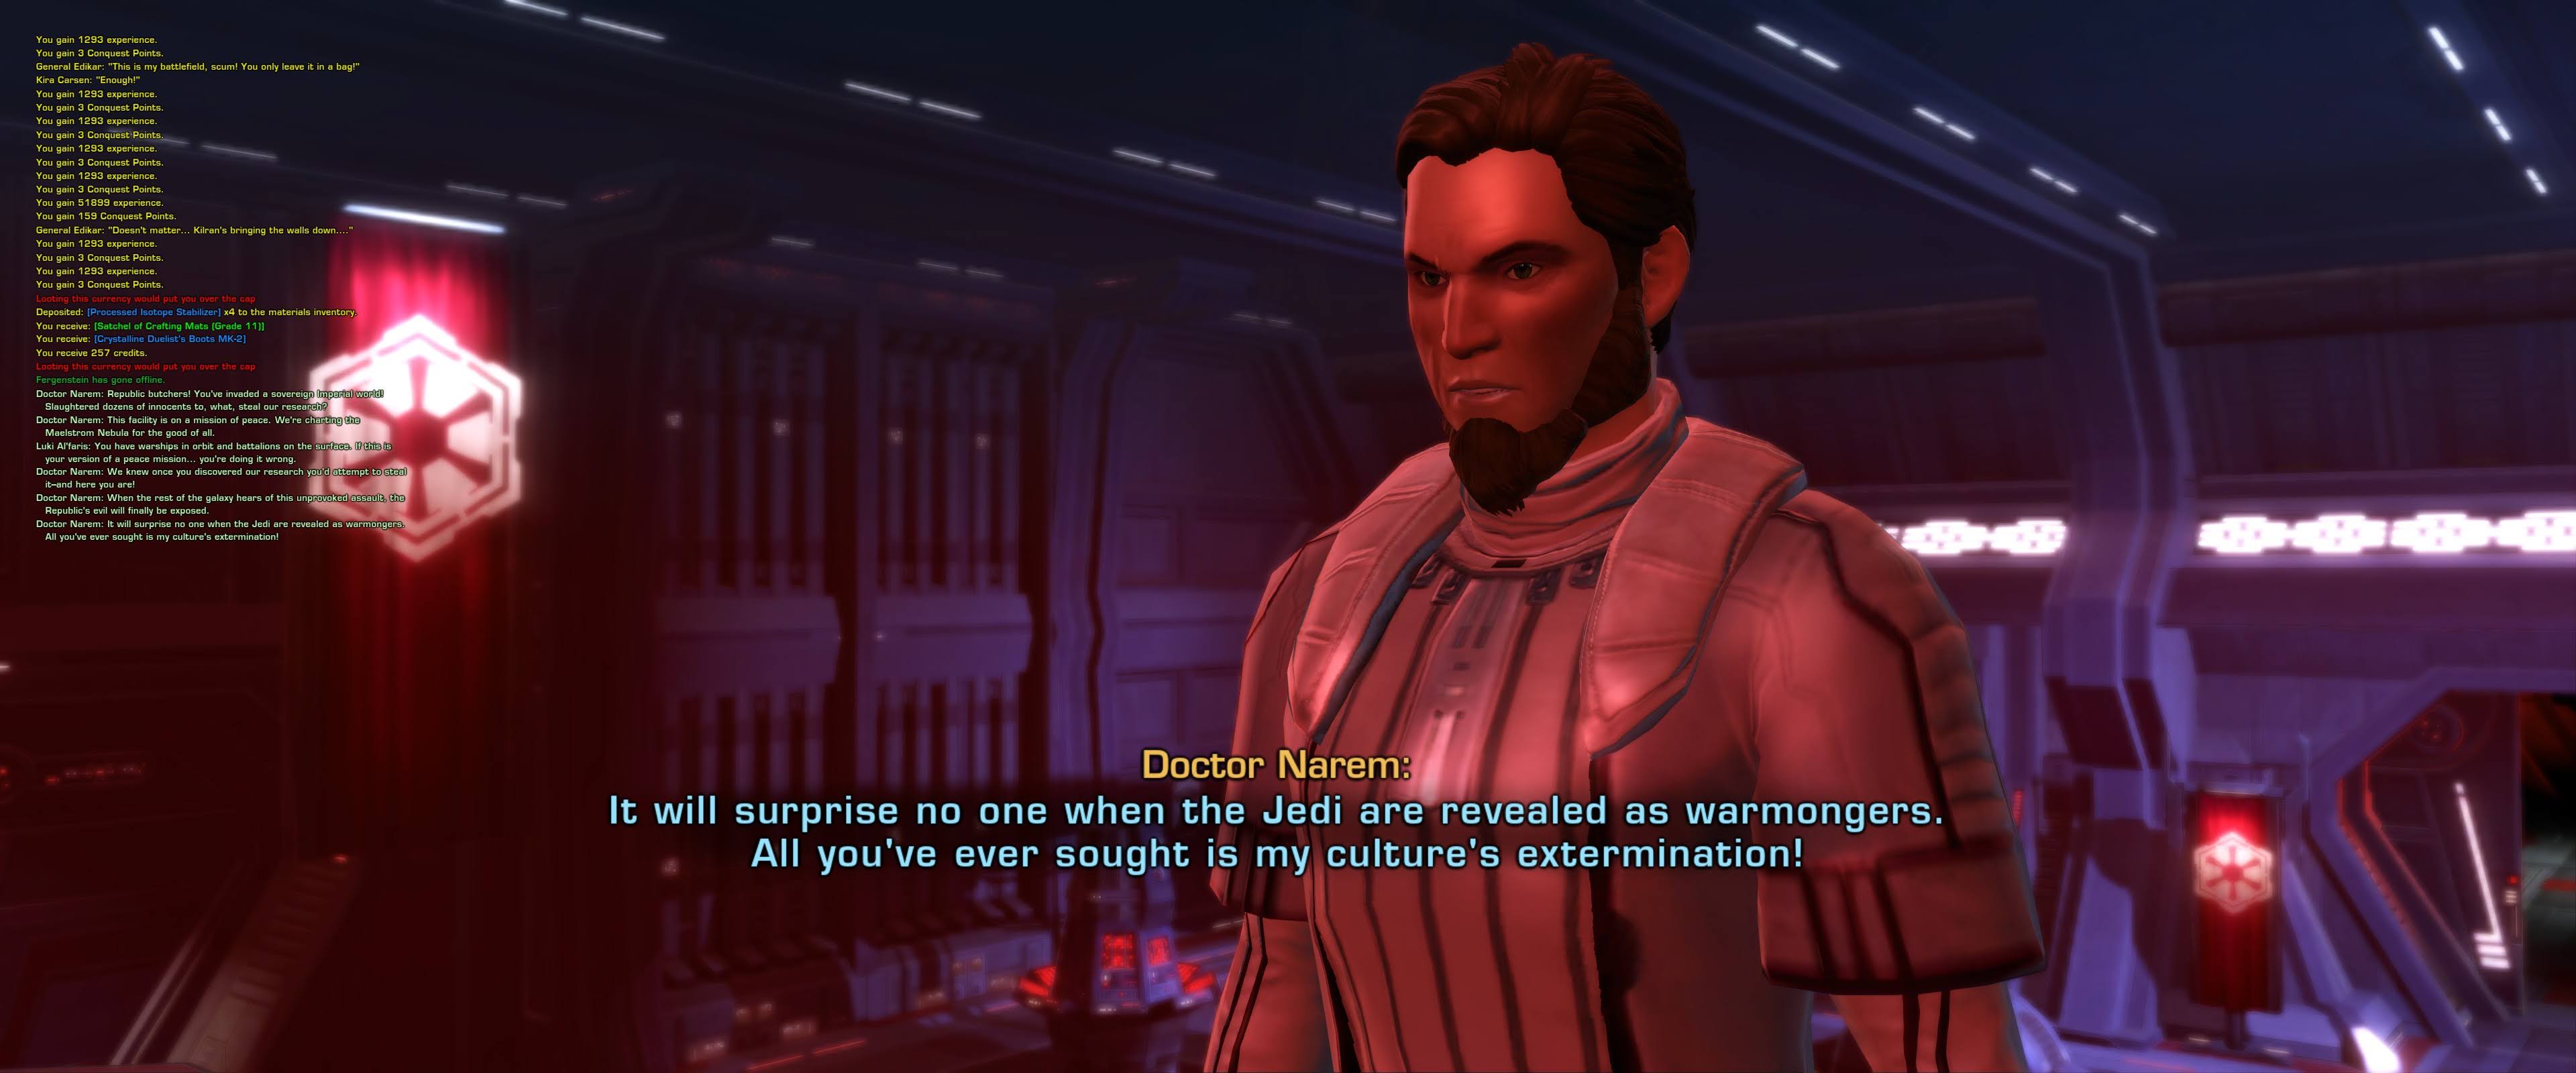 You gain 1293 experience.
You gain 3 Conquest Points.
General Edikar: "This is my battlefield, scum! You only leave it in a bag!"
Kira Carsen: "Enough!"
You gain 1293 experience.
You gain 3 Conquest Points.
You gain 1293 experience.
You gain 3 Conquest Points.
You gain 1293 experience.
You gain 3 Conquest Points.
You gain 1293 experience.
You gain 3 Conquest Points.
You gain 51899 experience.
You gain 159 Conquest Points.
General Edikar: "Doesn't matter... Kilran's bringing the walls down...."
You gain 1293 experience.
You gain 3 Conquest Points.
You gain 1293 experience.
You gain 3 Conquest Points.
Looting this currency would put you over the cap
Deposited: [Processed Isotope Stabilizer] x4 to the materials inventory.
You receive: [Satchel of Crafting Mats (Grade 11)]
You receive: [Crystalline Duelist's Boots MK-2]
You receive 257 credits.
Looting this currency would put you over the cap
Fergenstein has gone offline.
Doctor Narem: Republic butchers! You've invaded a sovereign Imperial world!
Slaughtered dozens of innocents to, what, steal our research?
Doctor Narem: This facility is on a mission of peace. We're charting the
Maelstrom Nebula for the good of all.
Luki Al'faris: You have warships in orbit and battalions on the surface. If this is
your version of a peace mission... you're doing it wrong.
Doctor Narem: We knew once you discovered our research you'd attempt to steal
it—and here you are!
Doctor Narem: When the rest of the galaxy hears of this unprovoked assault, the
Republic's evil will finally be exposed.
Doctor Narem: It will surprise no one when the Jedi are revealed as warmongers.
All you've ever sought is my culture's extermination!
Doctor Narem:
It will surprise no one when the Jedi are revealed as warmongers.
All you've ever sought is my culture's extermination!